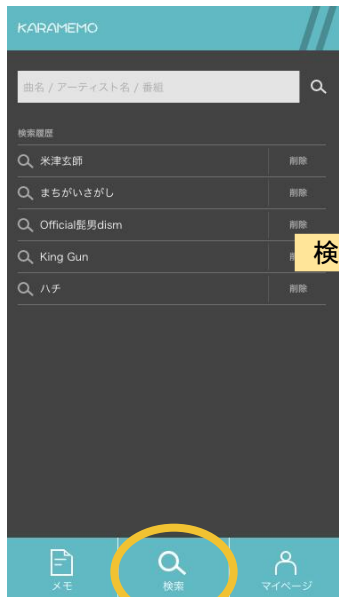 KARAMEMO
曲名 / アーティスト名 / 番組
検索履歴
米津玄師 削除
まちがいさがし 削除
Official髭男dism 削除
King Gun
検
ハチ 削除
メモ 検索 マイページ